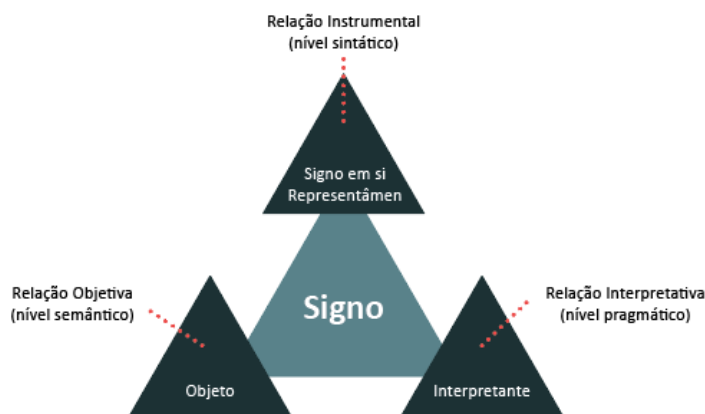 Relação Instrumental
(nível sintático)
Signo em si
Representâmen
Relação Objetiva
(nível semântico)
Signo
Relação Interpretativa
(nível pragmático)
Objeto
Interpretante